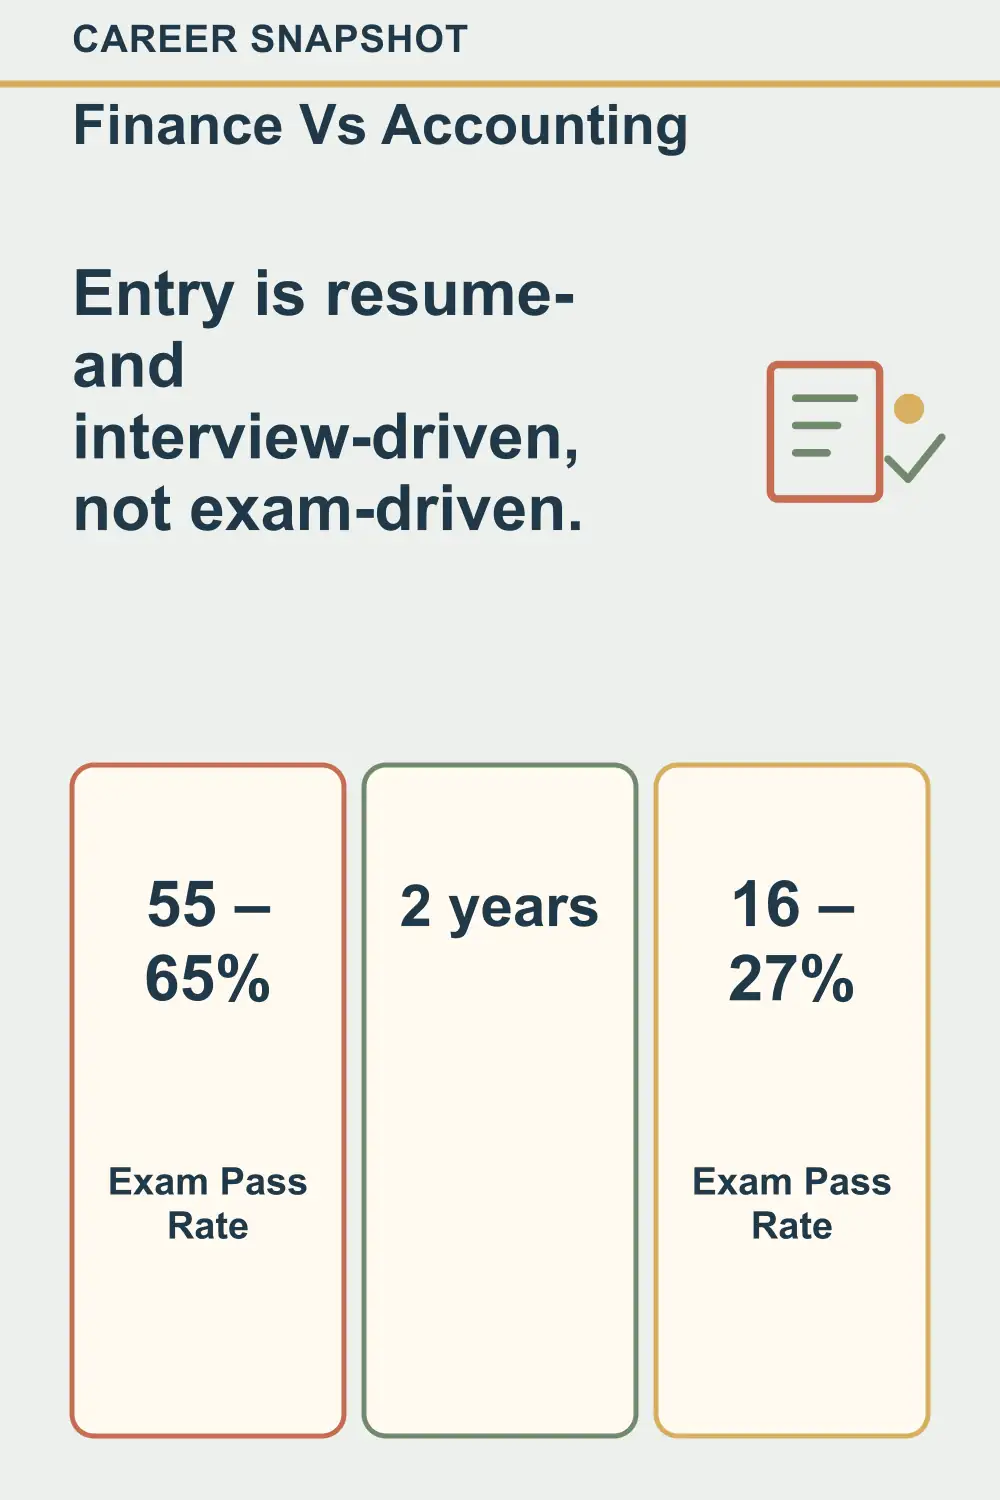 CAREER SNAPSHOT
Finance Vs Accounting
Entry is resume-
and
interview-driven,
not exam-driven.
55 –
65%
Exam Pass
Rate
2 years
16 –
27%
Exam Pass
Rate